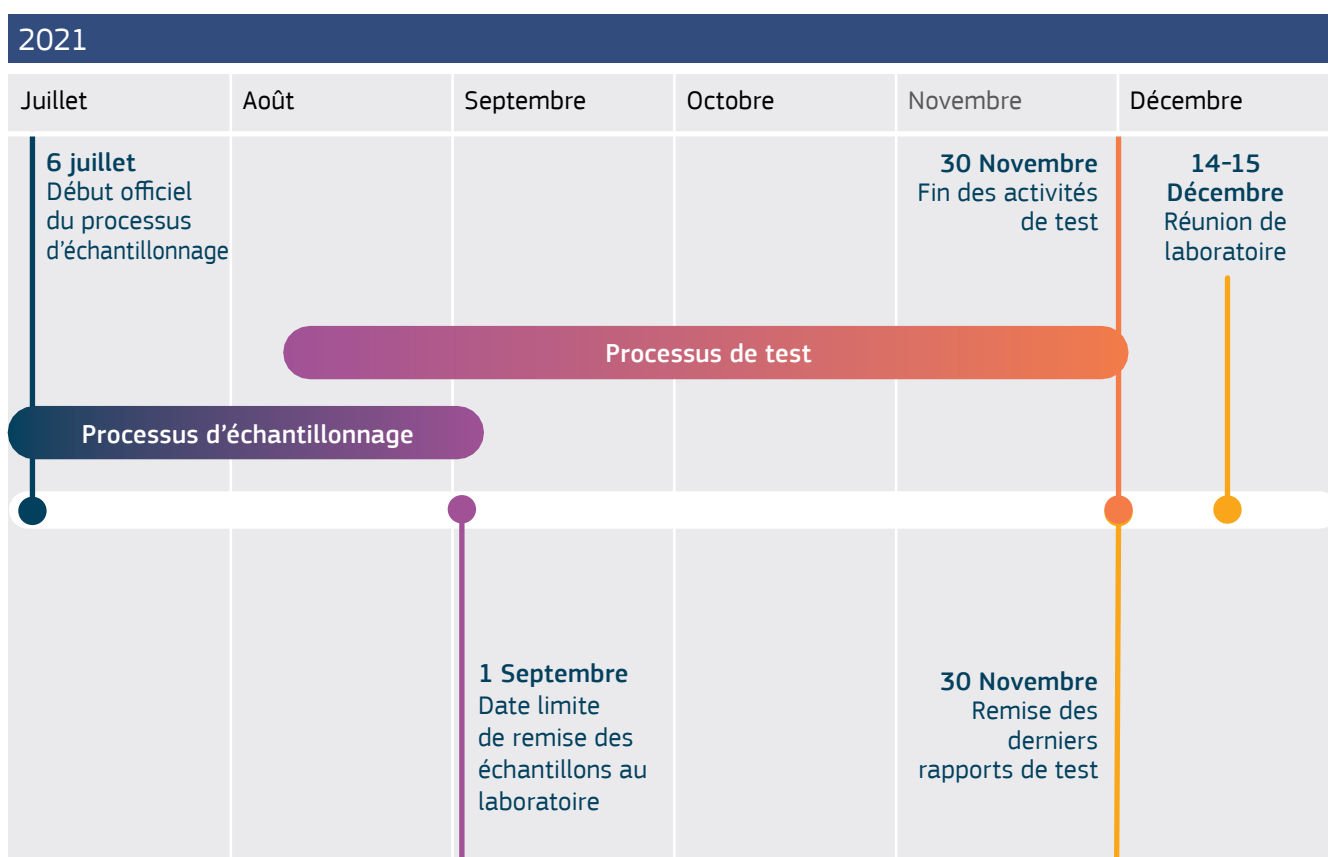 2021
Juillet
Août
Septembre
Octobre
Novembre
Décembre
6 juillet
Début officiel
du processus
d’échantillonnage
30 Novembre
Fin des activités
de test
14-15
Décembre
Réunion de
laboratoire
Processus de test
Processus d’échantillonnage
1 Septembre
Date limite
de remise des
échantillons au
laboratoire
30 Novembre
Remise des
derniers
rapports de test